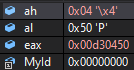 ah 0x04 '\x4'
al 0x50 'P'
eax 0x00d30450
MyId 0x00000000